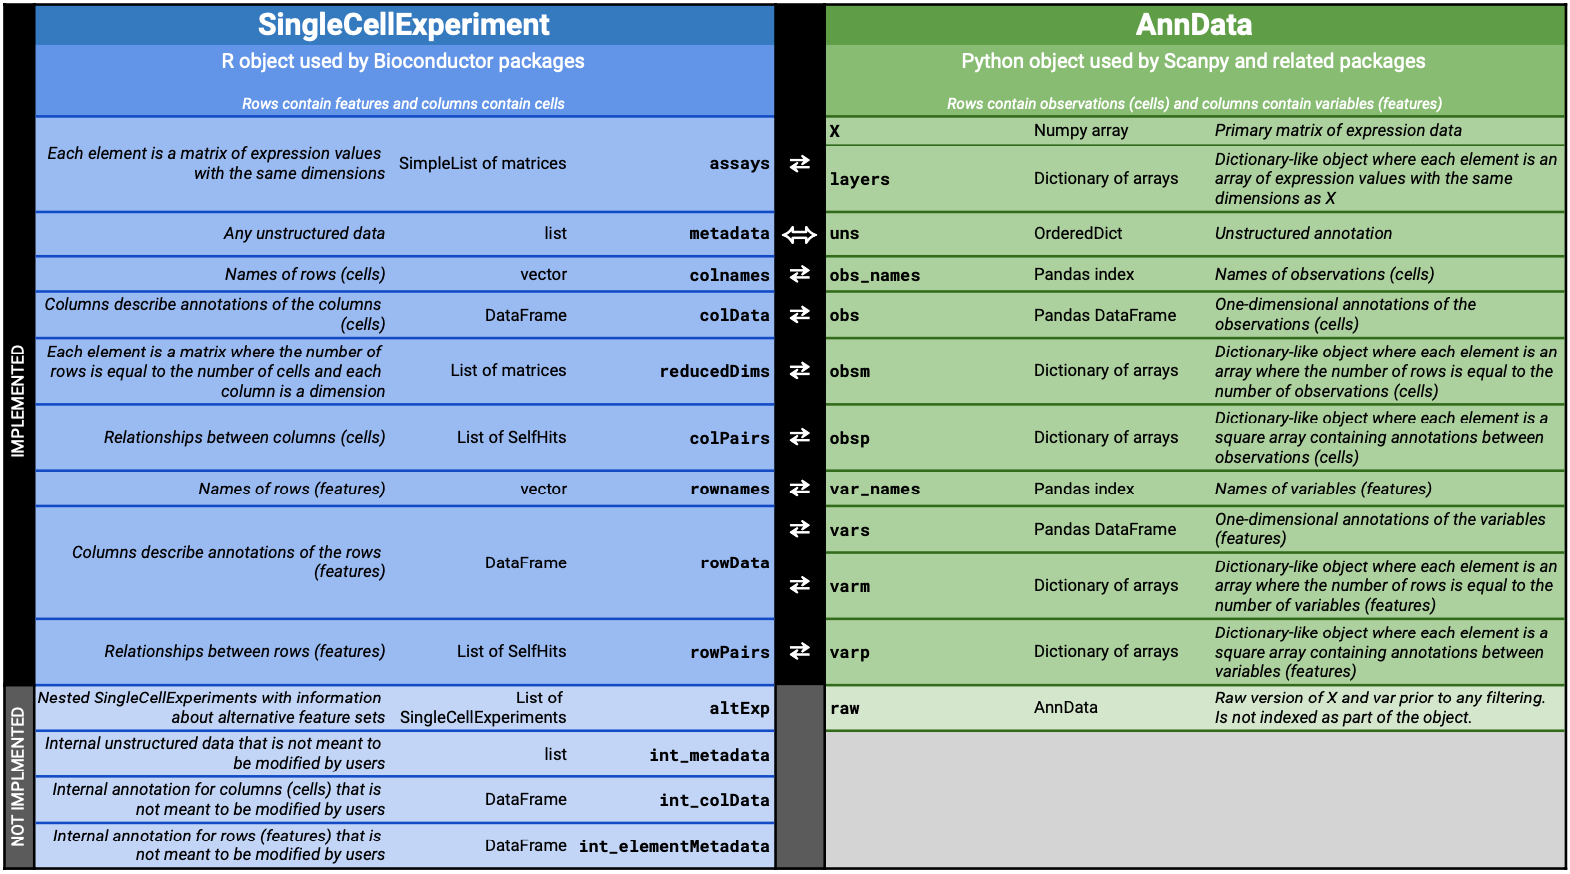 SingleCellExperiment
AnnData
R object used by Bioconductor packages
Python object used by Scanpy and related packages
Rows contain features and columns contain cells
Rows contain observations (cells) and columns contain variables (features)
IMPLEMENTED
Each element is a matrix of expression values
with the same dimensions
SimpleList of matrices
assays
⇄
X
Numpy array
Primary matrix of expression data
layers
Dictionary of arrays
Dictionary-like object where each element is an
array of expression values with the same
dimensions as X
Any unstructured data
list
metadata
⇔
uns
OrderedDict
Unstructured annotation
Names of rows (cells)
vector
colnames
⇄
obs_names
Pandas index
Names of observations (cells)
Columns describe annotations of the columns
(cells)
DataFrame
colData
⇄
obs
Pandas DataFrame
One-dimensional annotations of the
observations (cells)
Each element is a matrix where the number of
rows is equal to the number of cells and each
column is a dimension
List of matrices
reducedDims
⇄
obsm
Dictionary of arrays
Dictionary-like object where each element is an
array where the number of rows is equal to the
number of observations (cells)
Relationships between columns (cells)
List of SelfHits
colPairs
⇄
obsp
Dictionary of arrays
Dictionary-like object where each element is a
square array containing annotations between
observations (cells)
Names of rows (features)
vector
rownames
⇄
var_names
Pandas index
Names of variables (features)
Columns describe annotations of the rows
(features)
DataFrame
rowData
⇄
vars
Pandas DataFrame
One-dimensional annotations of the variables
(features)
⇄
varm
Dictionary of arrays
Dictionary-like object where each element is an
array where the number of rows is equal to the
number of variables (features)
Relationships between rows (features)
List of SelfHits
rowPairs
⇄
varp
Dictionary of arrays
Dictionary-like object where each element is a
square array containing annotations between
variables (features)
NOT IMPLMENTED
Nested SingleCellExperiments with information
about alternative feature sets
List of
SingleCellExperiments
altExp
raw
AnnData
Raw version of X and var prior to any filtering.
Is not indexed as part of the object.
Internal unstructured data that is not meant to
be modified by users
list
int_metadata
Internal annotation for columns (cells) that is
not meant to be modified by users
DataFrame
int_colData
Internal annotation for rows (features) that is
not meant to be modified by users
DataFrame
int_elementMetadata